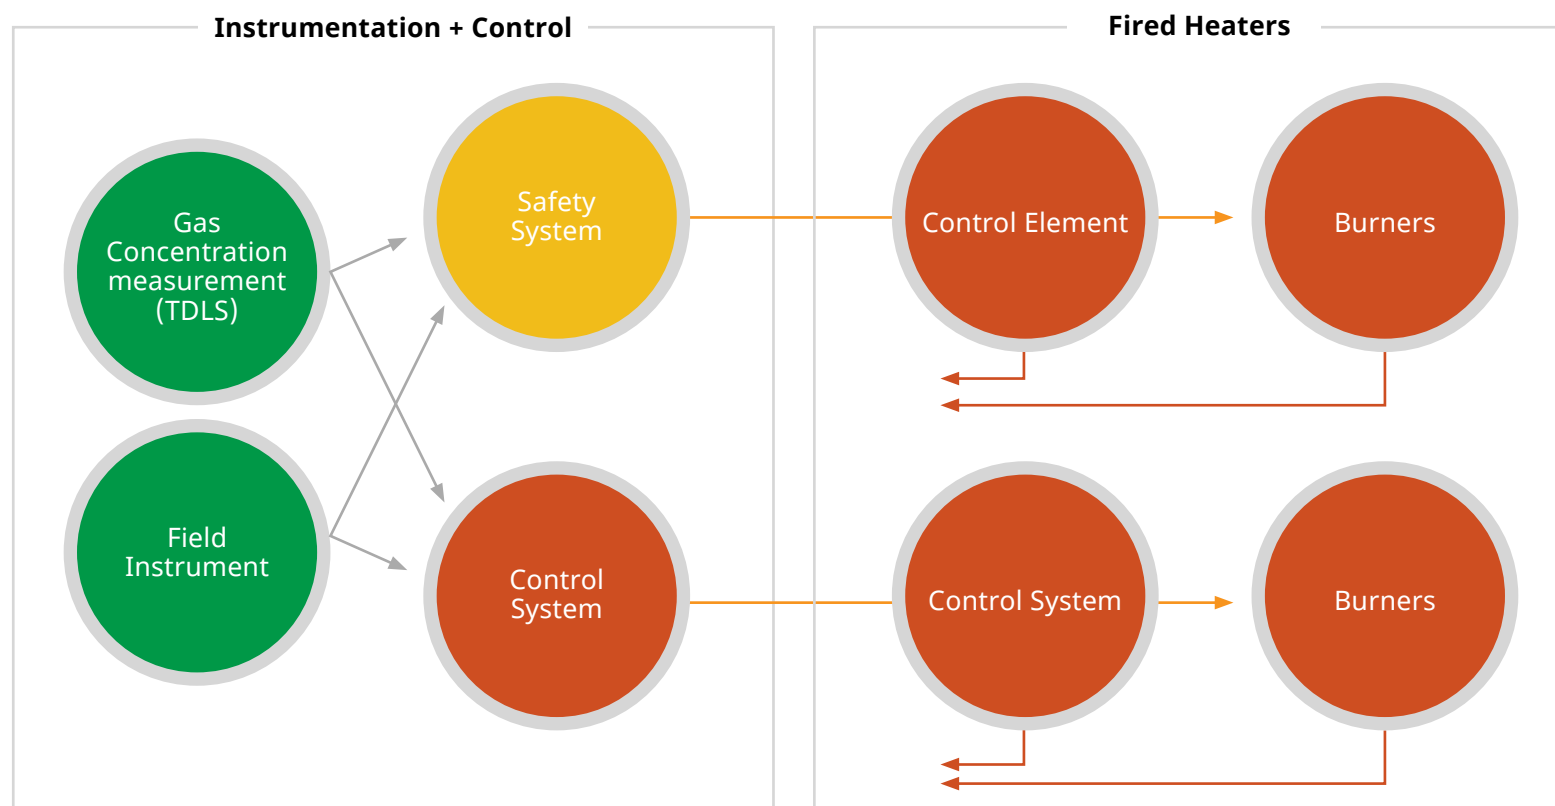 Instrumentation + Control
Fired Heaters
Gas
Concentration
measurement
(TDLS)
Safety
System
Control Element
Burners
Field
Instrument
Control
System
Control System
Burners